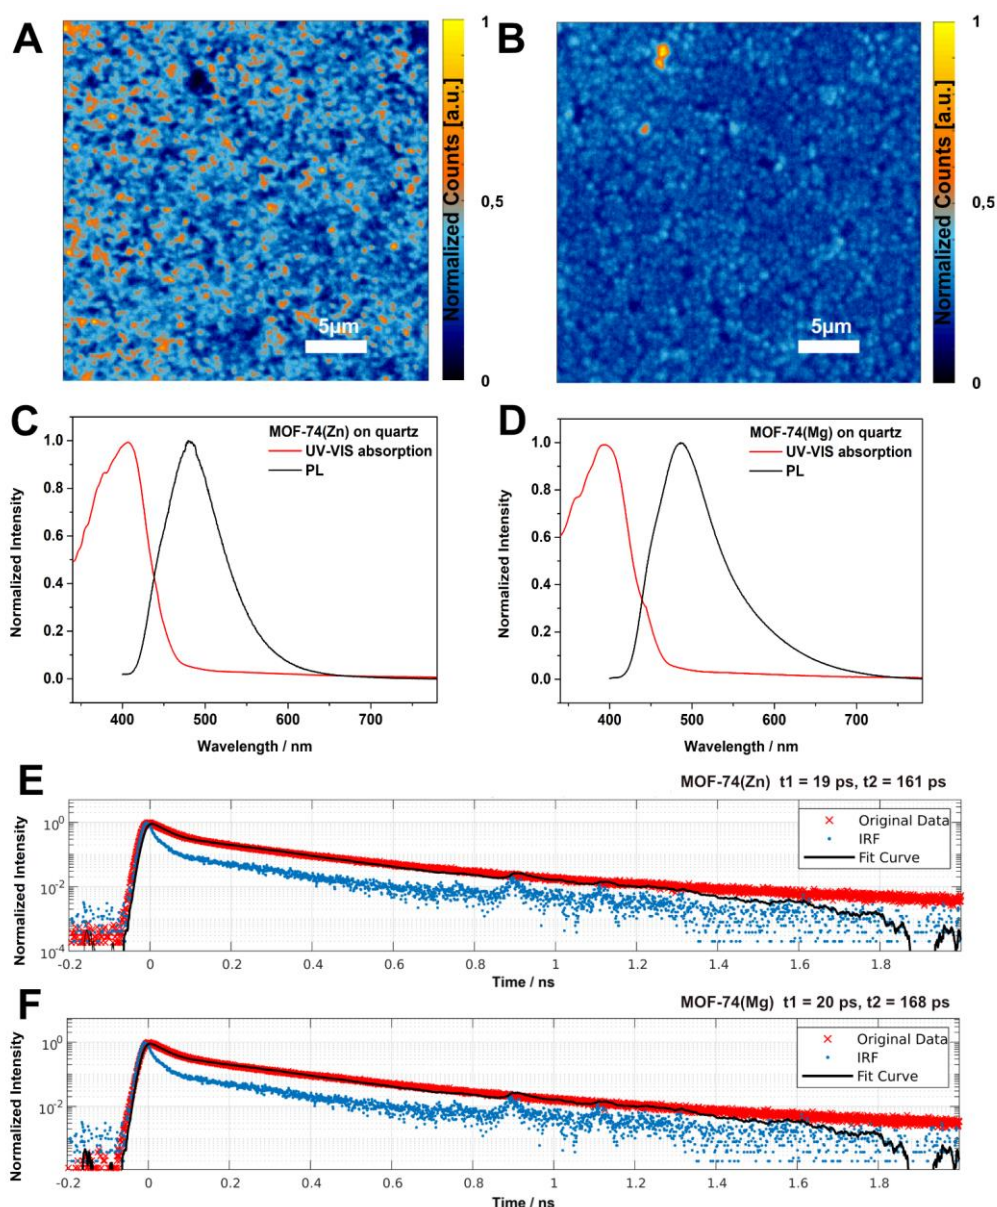 A
1
Normalized Counts [a.u.]
0,5
0
5µm
B
1
Normalized Counts [a.u.]
0,5
0
5µm
C
MOF-74(Zn) on quartz
UV-VIS absorption
PL
1.0
0.8
0.6
0.4
0.2
0.0
Normalized Intensity
400 500 600 700
Wavelength / nm
D
MOF-74(Mg) on quartz
UV-VIS absorption
PL
1.0
0.8
0.6
0.4
0.2
0.0
Normalized Intensity
400 500 600 700
Wavelength / nm
E
MOF-74(Zn) t1 = 19 ps, t2 = 161 ps
Original Data
IRF
Fit Curve
10^0
10^-2
10^-4
Normalized Intensity
-0.2 0 0.2 0.4 0.6 0.8 1 1.2 1.4 1.6 1.8
Time / ns
F
MOF-74(Mg) t1 = 20 ps, t2 = 168 ps
Original Data
IRF
Fit Curve
10^0
10^-2
Normalized Intensity
-0.2 0 0.2 0.4 0.6 0.8 1 1.2 1.4 1.6 1.8
Time / ns